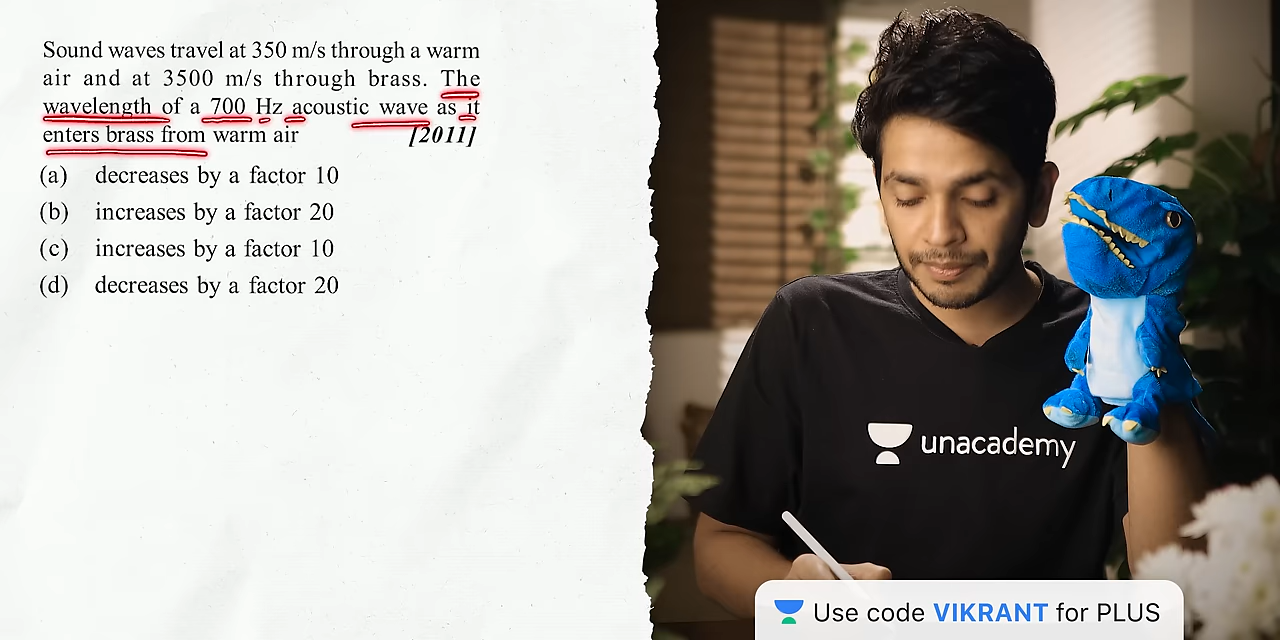 Sound waves travel at 350 m/s through a warm
air and at 3500 m/s through brass. The
wavelength of a 700 Hz acoustic wave as it
enters brass from warm air [2011]
(a) decreases by a factor 10
(b) increases by a factor 20
(c) increases by a factor 10
(d) decreases by a factor 20
unacademy
Use code VIKRANT for PLUS